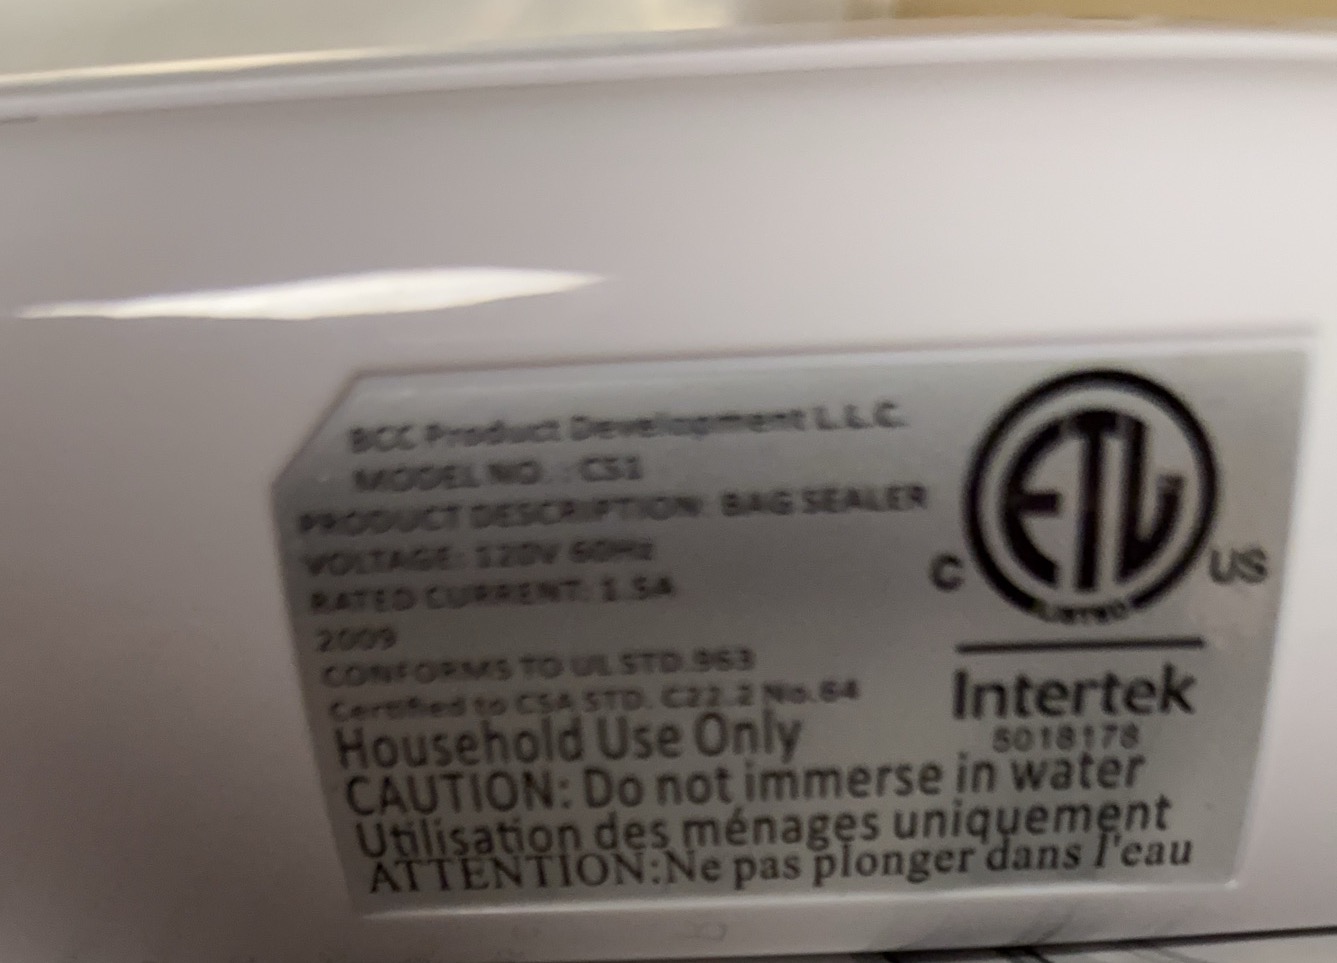 BCC Product Development L.L.C.
MODEL NO. : CS1
PRODUCT DESCRIPTION: BAG SEALER
VOLTAGE: 120V 60Hz
RATED CURRENT: 1.5A
2009
CONFORMS TO UL STD.963
Certified to CSA STD. C22.2 No.64
Household Use Only
CAUTION: Do not immerse in water
Utilisation des ménages uniquement
ATTENTION:Ne pas plonger dans l'eau
ETL
LISTED
C US
Intertek
5018178